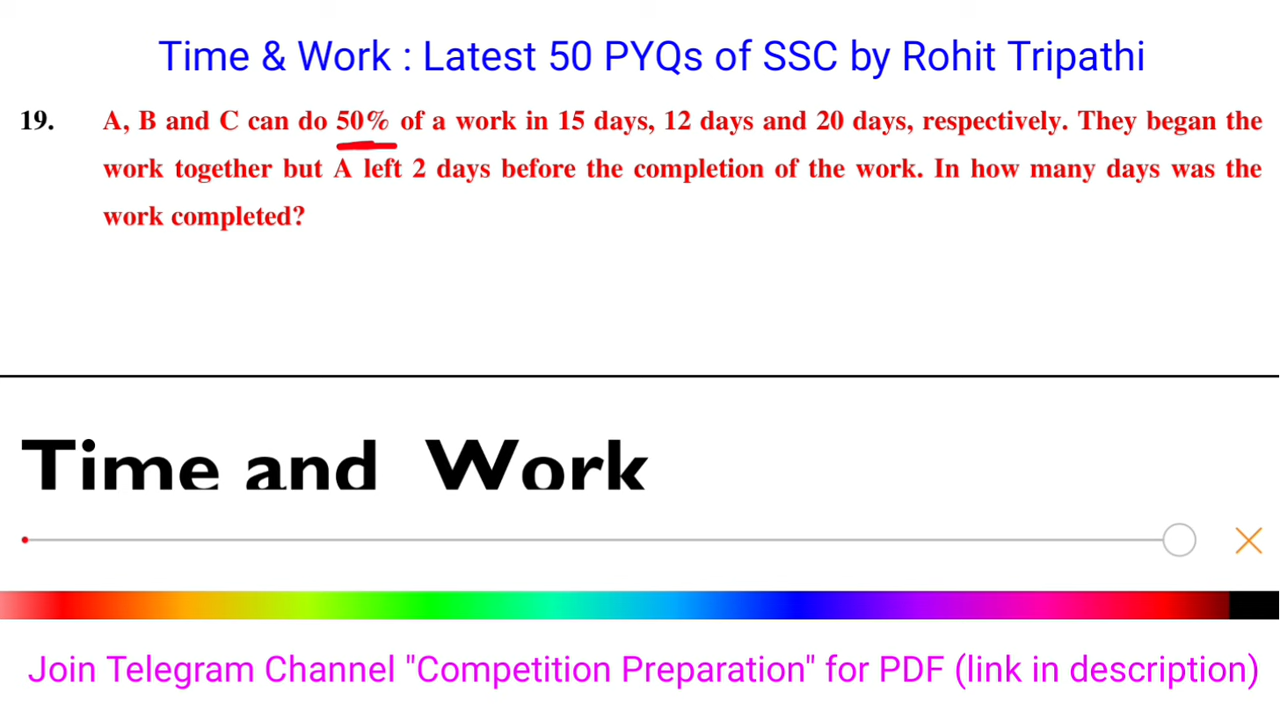 Time & Work : Latest 50 PYQs of SSC by Rohit Tripathi
19. A, B and C can do 50% of a work in 15 days, 12 days and 20 days, respectively. They began the
work together but A left 2 days before the completion of the work. In how many days was the
work completed?
Time and Work
Join Telegram Channel "Competition Preparation" for PDF (link in description)